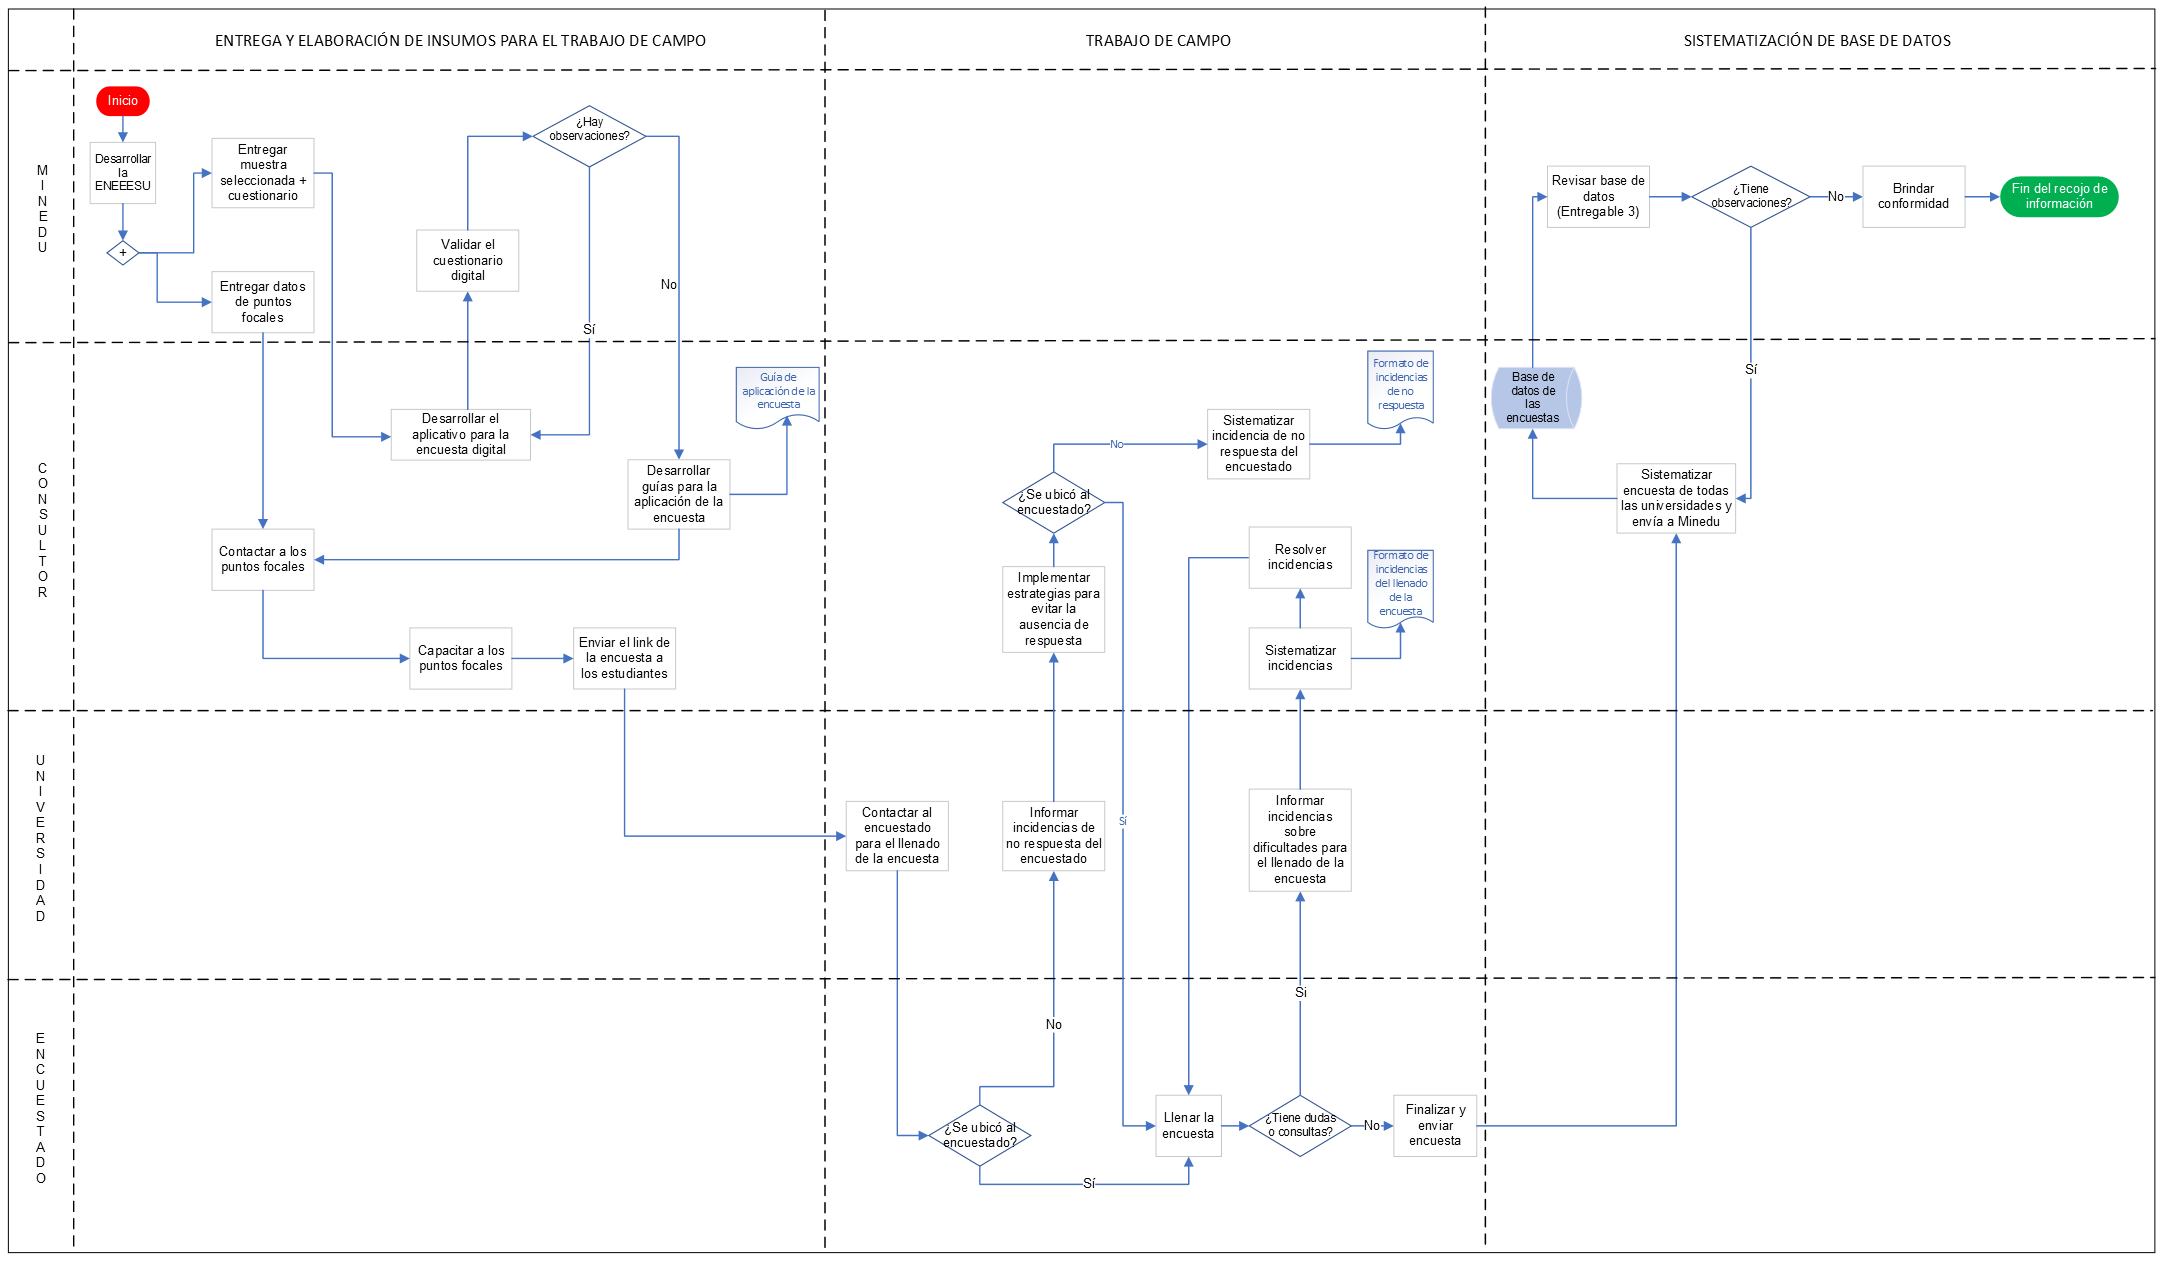 ENTREGA Y ELABORACIÓN DE INSUMOS PARA EL TRABAJO DE CAMPO
TRABAJO DE CAMPO
SISTEMATIZACIÓN DE BASE DE DATOS
MINEDU
Inicio
Desarrollar
la
ENEEESU
+
Entregar
muestra
seleccionada +
cuestionario
Entregar datos
de puntos
focales
Validar el
cuestionario
digital
¿Hay
observaciones?
No
Sí
Revisar base de
datos
(Entregable 3)
¿Tiene
observaciones?
No
Brindar
conformidad
Fin del recojo de
información
Sí
CONSULTOR
Desarrollar el
aplicativo para la
encuesta digital
Guía de
aplicación de la
encuesta
Desarrollar
guías para la
aplicación de la
encuesta
Contactar a los
puntos focales
Capacitar a los
puntos focales
Enviar el link de
la encuesta a
los estudiantes
Formato de
incidencias
de no
respuesta
Sistematizar
incidencia de no
respuesta del
encuestado
No
¿Se ubicó al
encuestado?
Implementar
estrategias para
evitar la
ausencia de
respuesta
Resolver
incidencias
Formato de
incidencias
del llenado
de la
encuesta
Sistematizar
incidencias
Base de
datos de
las
encuestas
Sistematizar
encuesta de todas
las universidades y
envía a Minedu
UNIVERSIDAD
Contactar al
encuestado
para el llenado
de la encuesta
Informar
incidencias de
no respuesta del
encuestado
Sí
Informar
incidencias
sobre
dificultades para
el llenado de la
encuesta
ENCUESTADO
Si
No
¿Se ubicó al
encuestado?
Sí
Llenar la
encuesta
¿Tiene dudas
o consultas?
No
Finalizar y
enviar
encuesta